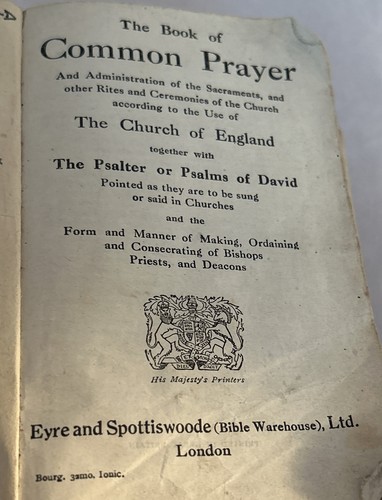 The Book of
Common Prayer
And Administration of the Sacraments, and
other Rites and Ceremonies of the Church
according to the Use of
The Church of England
together with
The Psalter or Psalms of David
Pointed as they are to be sung
or said in Churches
and the
Form and Manner of Making, Ordaining
and Consecrating of Bishops
Priests, and Deacons
His Majesty's Printers
Eyre and Spottiswoode (Bible Warehouse), Ltd.
London
Bourg. 32mo. Ionic.